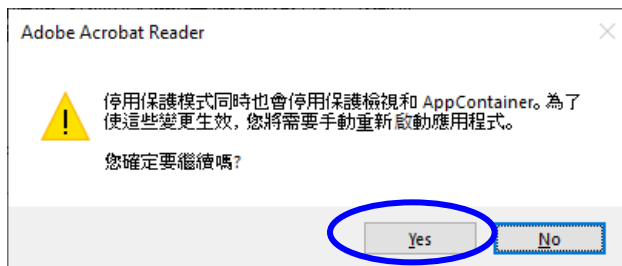 Adobe Acrobat Reader
停用保護模式同時也會停用保護檢視和 AppContainer。為了
使這些變更生效, 您將需要手動重新啟動應用程式。
您確定要繼續嗎?
Yes
No